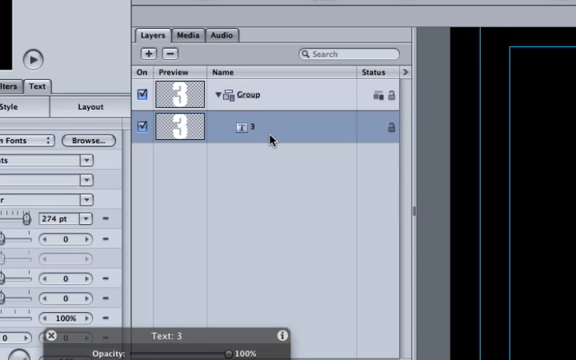 Layers Media Audio
+ − Search
On Preview Name Status >
lters Text
Style Layout
3 Group
3 T 3
n Fonts Browse...
nts
r
274 pt
0
0
0
100%
0
Text: 3
Opacity: 100%